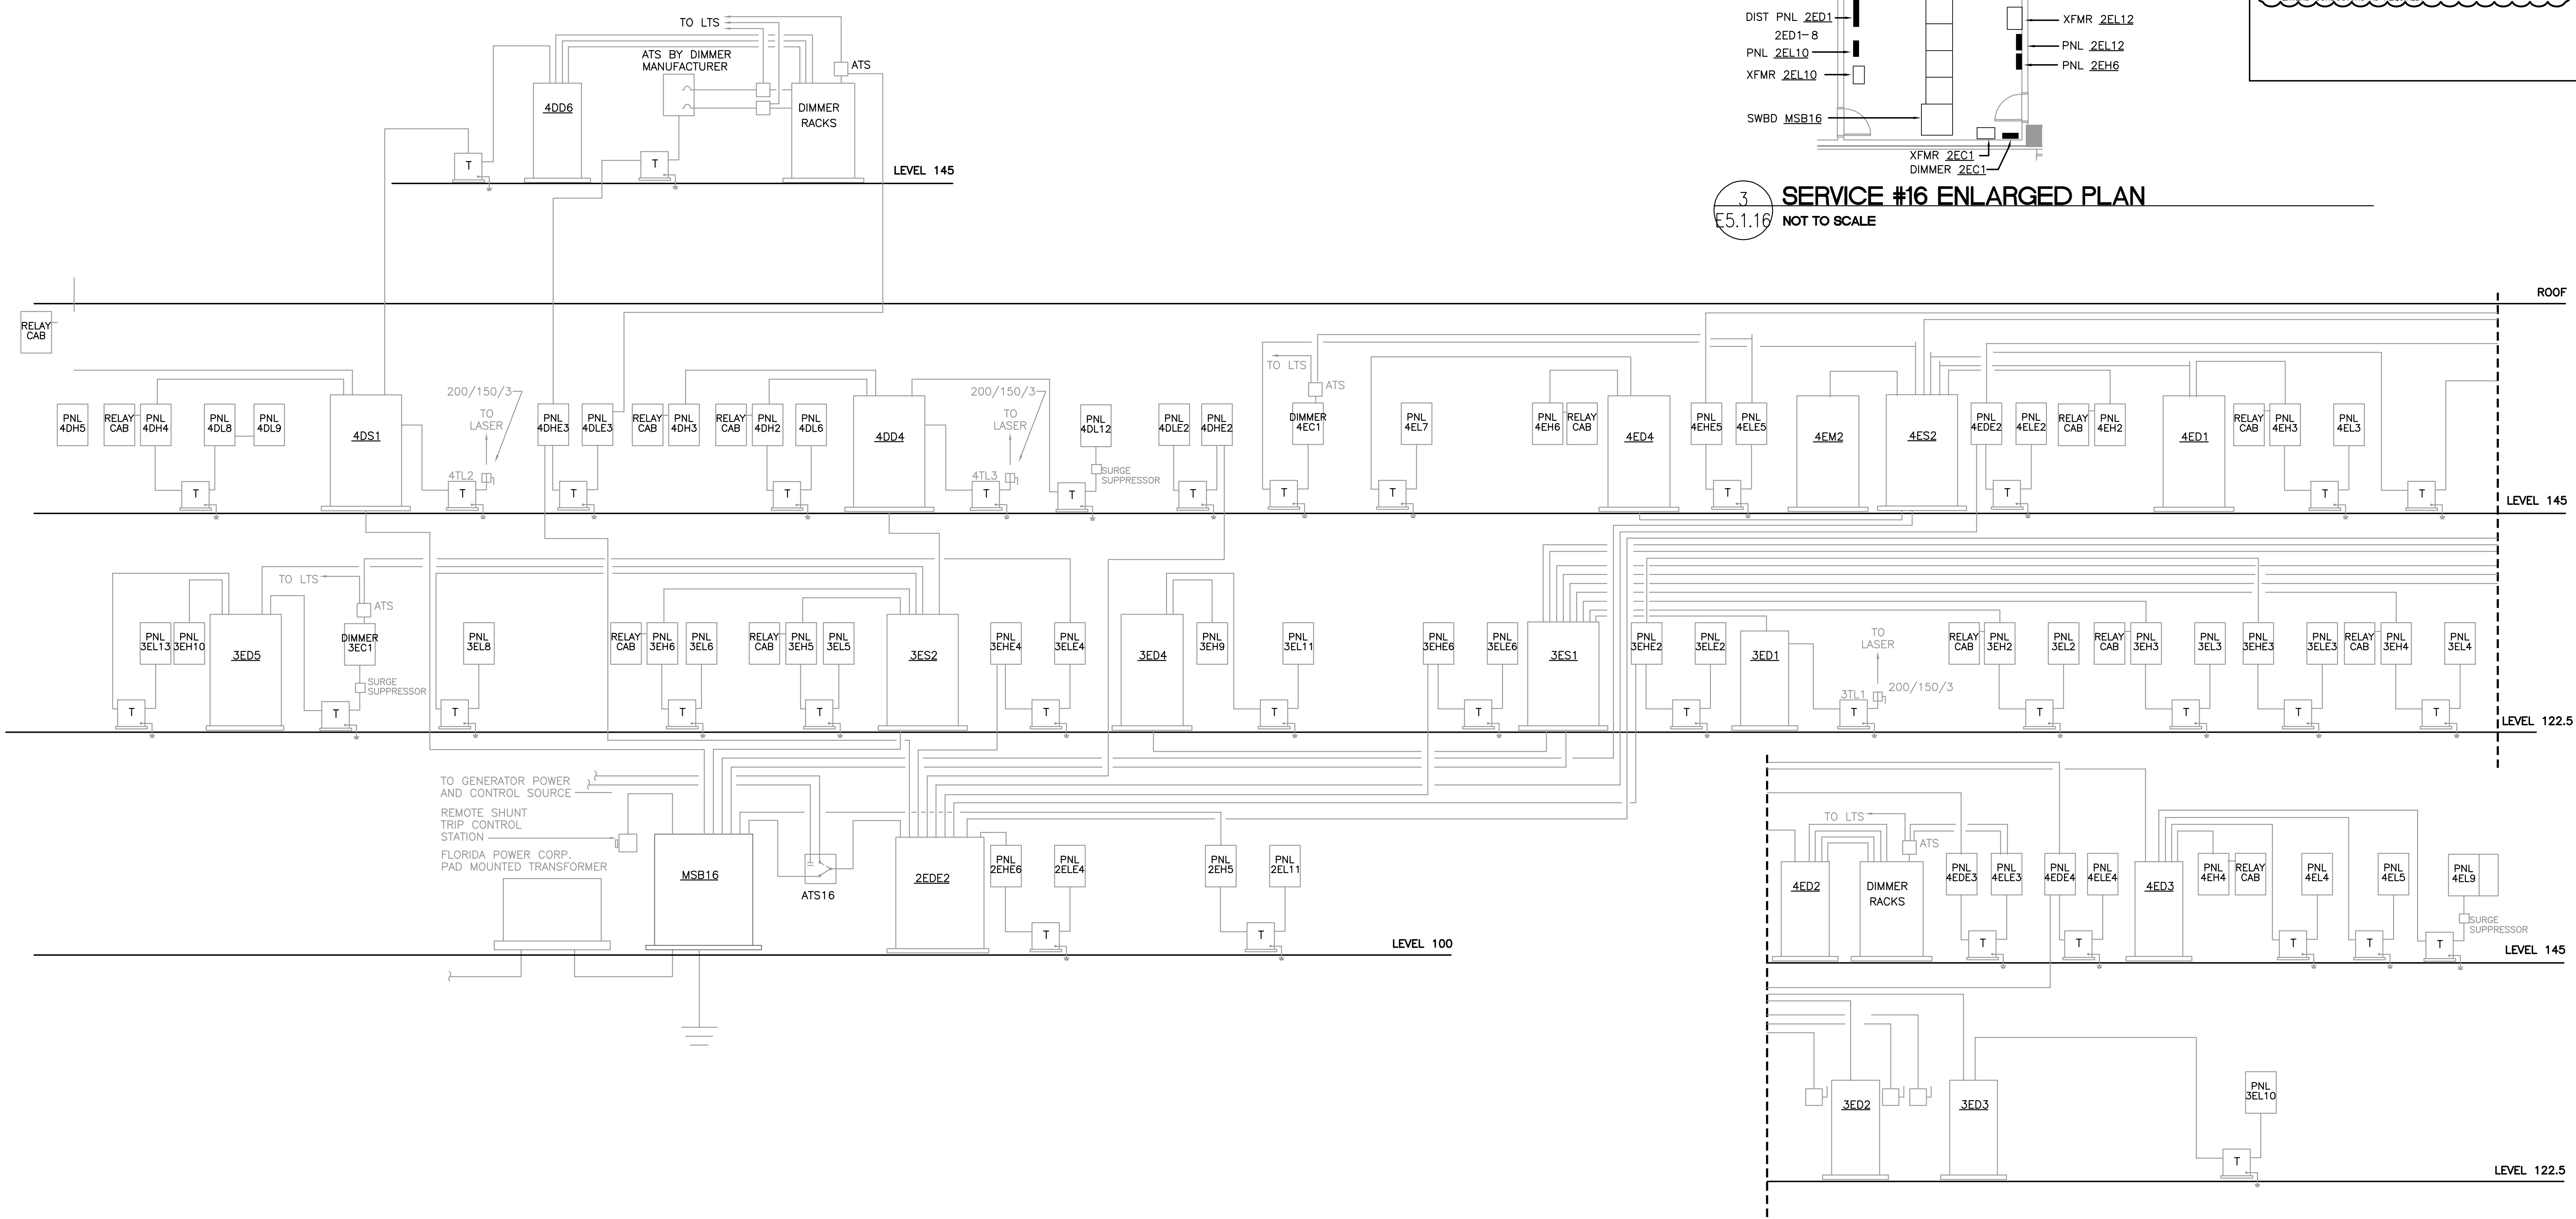 TO LTS
ATS BY DIMMER
MANUFACTURER
ATS
4DD6
DIMMER
RACKS
T
T
LEVEL 145
DIST PNL 2ED1
2ED1-8
PNL 2EL10
XFMR 2EL10
SWBD MSB16
XFMR 2EL12
PNL 2EL12
PNL 2EH6
XFMR 2EC1
DIMMER 2EC1
3
E5.1.16
SERVICE #16 ENLARGED PLAN
NOT TO SCALE
ROOF
RELAY
CAB
TO LTS
ATS
200/150/3
TO
LASER
200/150/3
TO
LASER
PNL
4DH5
RELAY
CAB
PNL
4DH4
PNL
4DL8
PNL
4DL9
4DS1
PNL
4DHE3
PNL
4DLE3
RELAY
CAB
PNL
4DH3
RELAY
CAB
PNL
4DH2
PNL
4DL6
4DD4
PNL
4DL12
PNL
4DLE2
PNL
4DHE2
DIMMER
4EC1
PNL
4EL7
PNL
4EH6
RELAY
CAB
4ED4
PNL
4EHE5
PNL
4ELE5
4EM2
4ES2
PNL
4EDE2
PNL
4ELE2
RELAY
CAB
PNL
4EH2
4ED1
RELAY
CAB
PNL
4EH3
PNL
4EL3
4TL2
4TL3
SURGE
SUPPRESSOR
T
T
T
T
T
T
T
T
T
T
T
T
T
LEVEL 145
TO LTS
ATS
PNL
3EL13
PNL
3EH10
3ED5
DIMMER
3EC1
SURGE
SUPPRESSOR
PNL
3EL8
RELAY
CAB
PNL
3EH6
PNL
3EL6
RELAY
CAB
PNL
3EH5
PNL
3EL5
3ES2
PNL
3EHE4
PNL
3ELE4
3ED4
PNL
3EH9
PNL
3EL11
PNL
3EHE6
PNL
3ELE6
3ES1
PNL
3EHE2
PNL
3ELE2
3ED1
TO
LASER
3TL1
200/150/3
RELAY
CAB
PNL
3EH2
PNL
3EL2
RELAY
CAB
PNL
3EH3
PNL
3EL3
PNL
3EHE3
PNL
3ELE3
RELAY
CAB
PNL
3EH4
PNL
3EL4
T
T
T
T
T
T
T
T
T
T
T
T
T
T
LEVEL 122.5
TO GENERATOR POWER
AND CONTROL SOURCE
REMOTE SHUNT
TRIP CONTROL
STATION
FLORIDA POWER CORP.
PAD MOUNTED TRANSFORMER
MSB16
ATS16
2EDE2
PNL
2EHE6
PNL
2ELE4
PNL
2EH5
PNL
2EL11
T
T
LEVEL 100
TO LTS
ATS
4ED2
DIMMER
RACKS
PNL
4EDE3
PNL
4ELE3
PNL
4EDE4
PNL
4ELE4
4ED3
PNL
4EH4
RELAY
CAB
PNL
4EL4
PNL
4EL5
PNL
4EL9
SURGE
SUPPRESSOR
T
T
T
T
T
LEVEL 145
3ED2
3ED3
PNL
3EL10
T
LEVEL 122.5